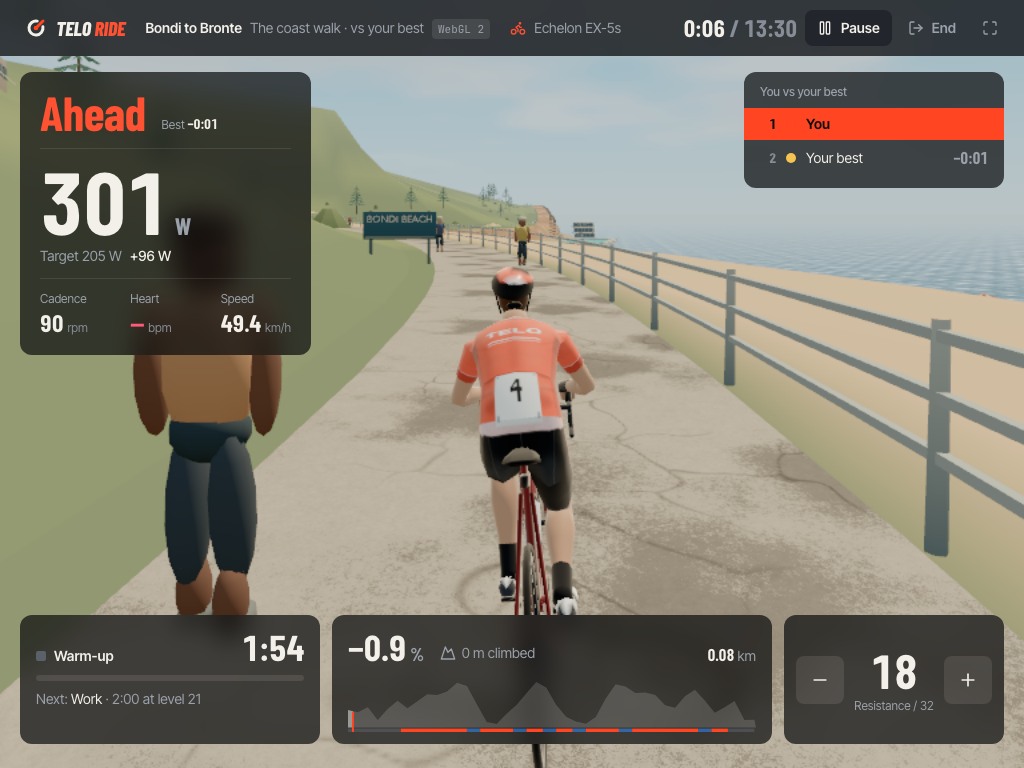 TELO RIDE
Bondi to Bronte The coast walk · vs your best WebGL 2
Echelon EX-5s
0:06 / 13:30
Pause
End
Ahead Best −0:01
301 W
Target 205 W +96 W
Cadence Heart Speed
90 rpm – bpm 49.4 km/h
You vs your best
1 You
2 Your best −0:01
BONDI BEACH
TELO
4
Warm-up 1:54
Next: Work · 2:00 at level 21
−0.9 % 0 m climbed 0.08 km
− 18 +
Resistance / 32